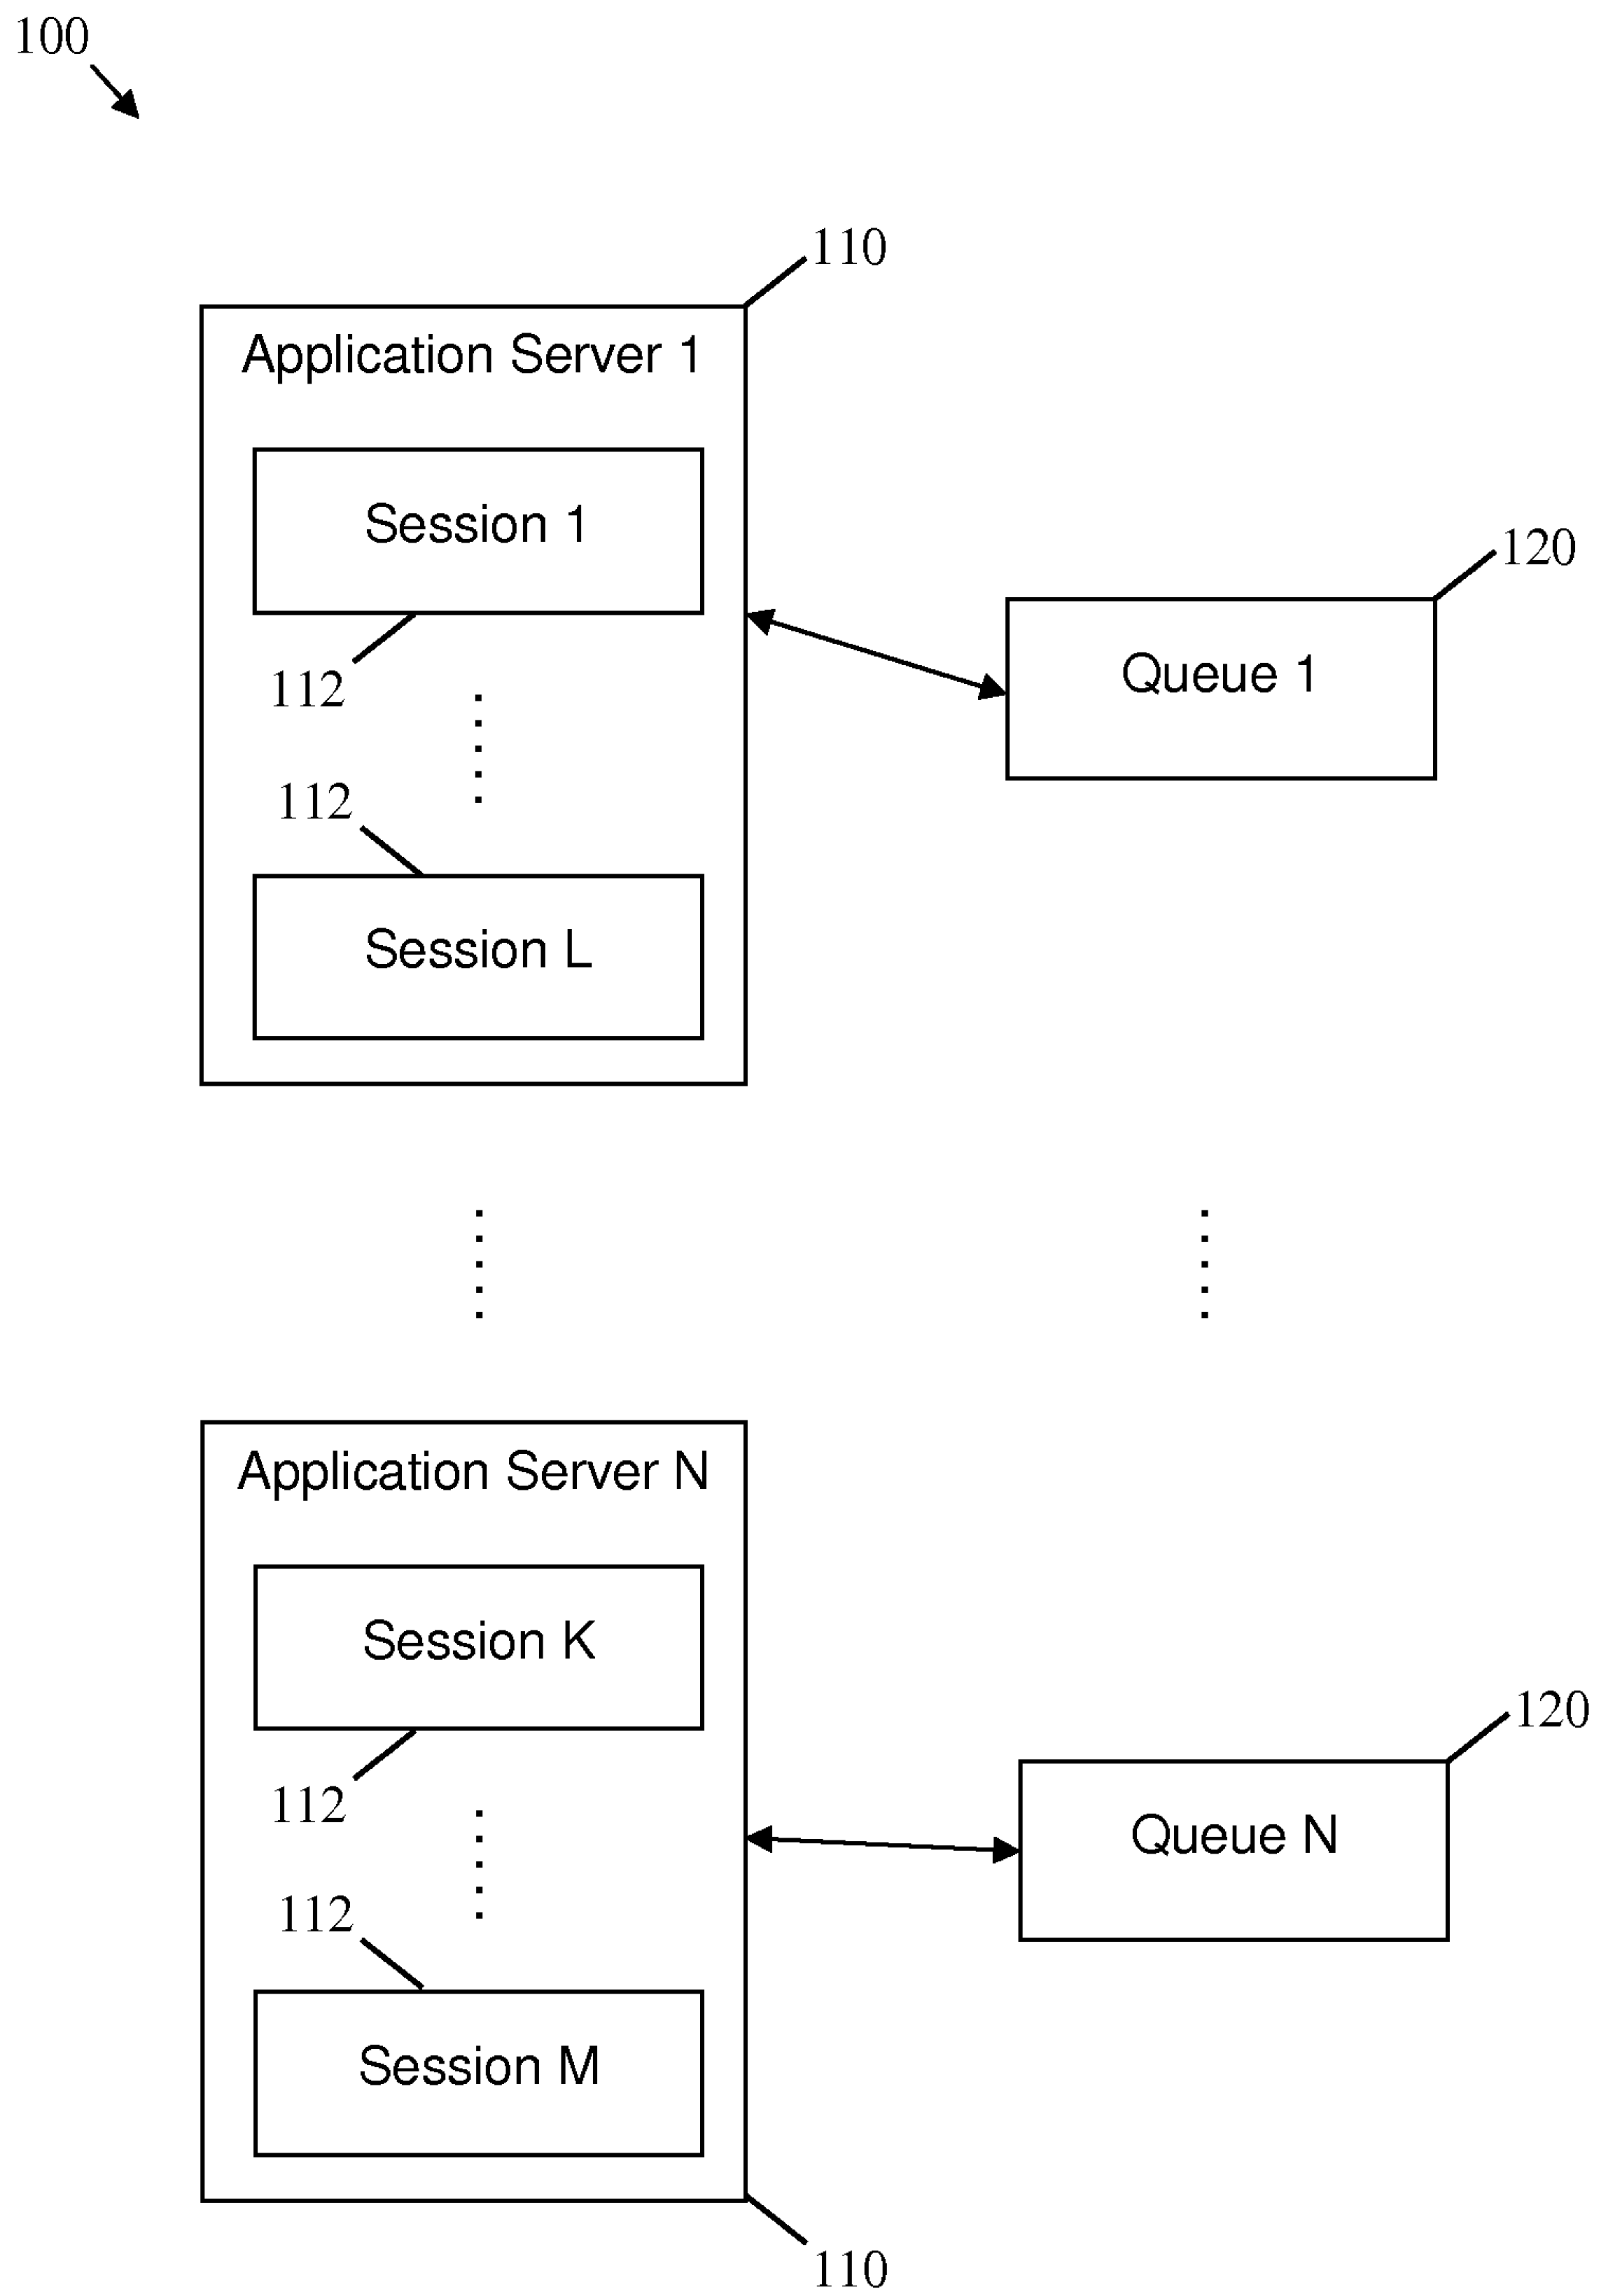 100
110
Application Server 1
Session 1
120
Queue 1
112
112
Session L
Application Server N
Session K
120
Queue N
112
112
Session M
110